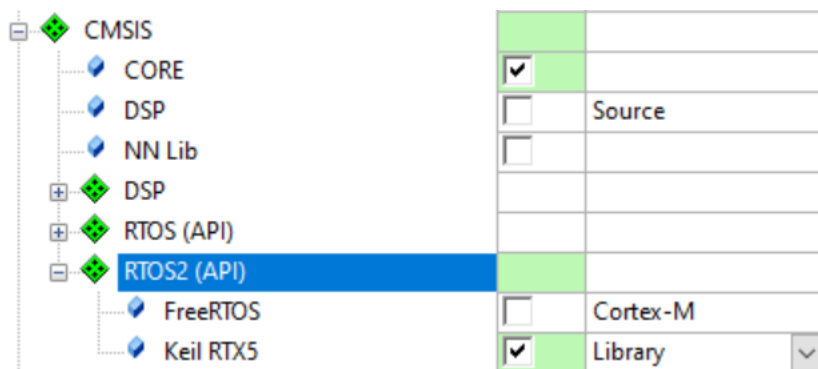 CMSIS
CORE
DSP Source
NN Lib
DSP
RTOS (API)
RTOS2 (API)
FreeRTOS Cortex-M
Keil RTX5 Library